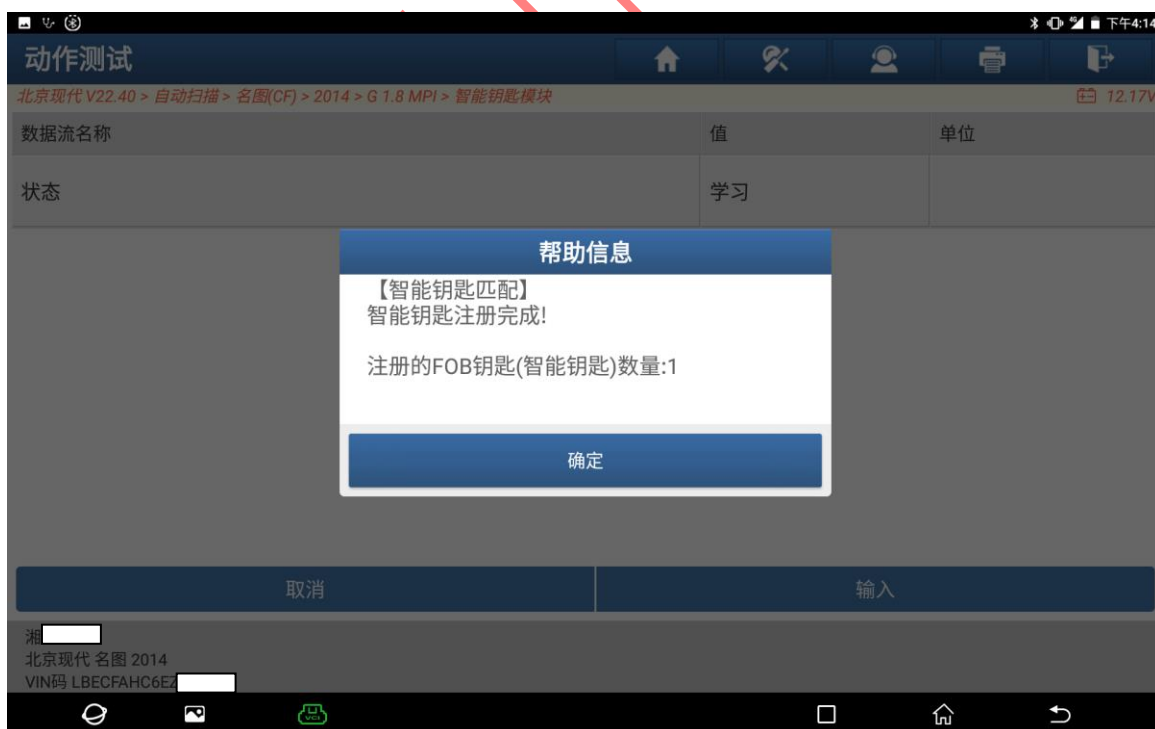 下午4:14
动作测试
北京现代 V22.40 > 自动扫描 > 名图(CF) > 2014 > G 1.8 MPI > 智能钥匙模块
12.17V
数据流名称 值 单位
状态 学习
帮助信息
【智能钥匙匹配】
智能钥匙注册完成!
注册的FOB钥匙(智能钥匙)数量:1
确定
取消 输入
湘
北京现代 名图 2014
VIN码 LBECFAHC6EZ
VCI